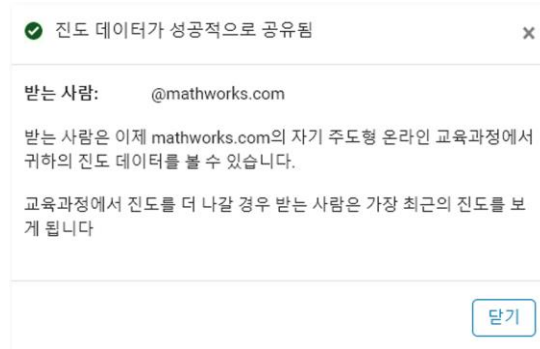 진도 데이터가 성공적으로 공유됨
받는 사람: @mathworks.com
받는 사람은 이제 mathworks.com의 자기 주도형 온라인 교육과정에서
귀하의 진도 데이터를 볼 수 있습니다.
교육과정에서 진도를 더 나갈 경우 받는 사람은 가장 최근의 진도를 보
게 됩니다
닫기